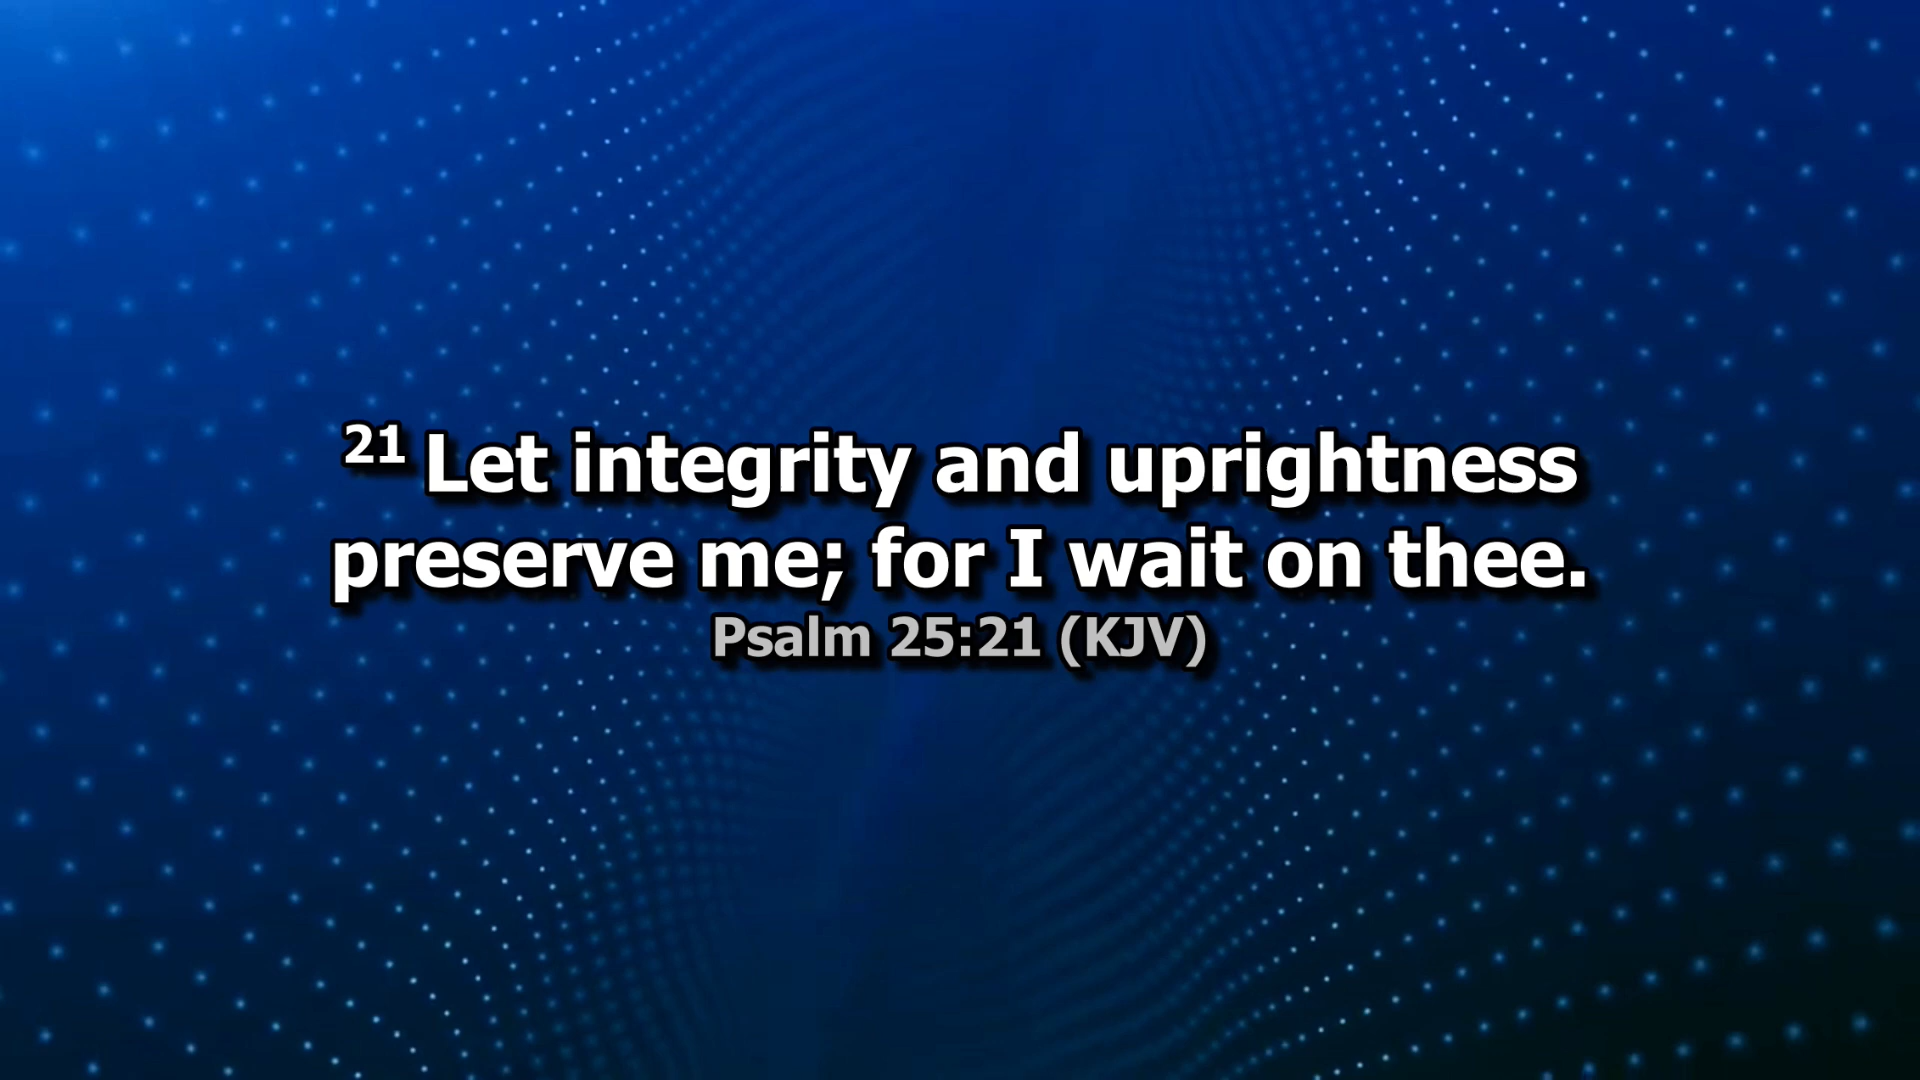 21 Let integrity and uprightness
preserve me; for I wait on thee.
Psalm 25:21 (KJV)